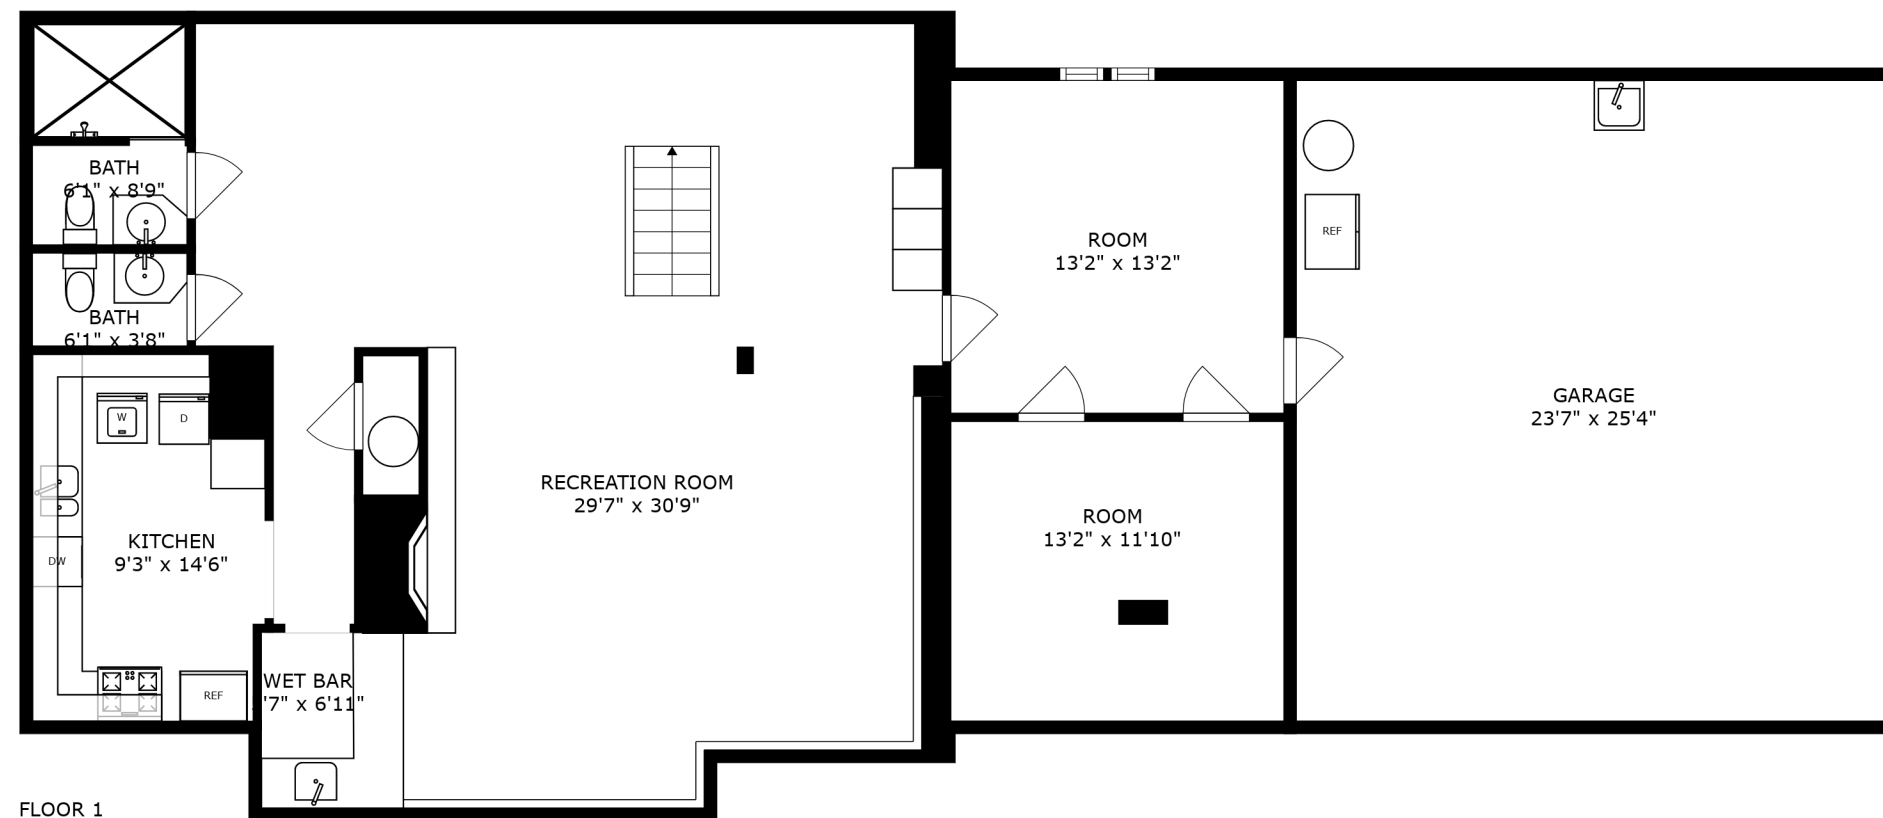 BATH
6'1" x 8'9"
BATH
6'1" x 3'8"
W
D
DW
KITCHEN
9'3" x 14'6"
REF
WET BAR
'7" x 6'11"
RECREATION ROOM
29'7" x 30'9"
ROOM
13'2" x 13'2"
ROOM
13'2" x 11'10"
REF
GARAGE
23'7" x 25'4"
FLOOR 1